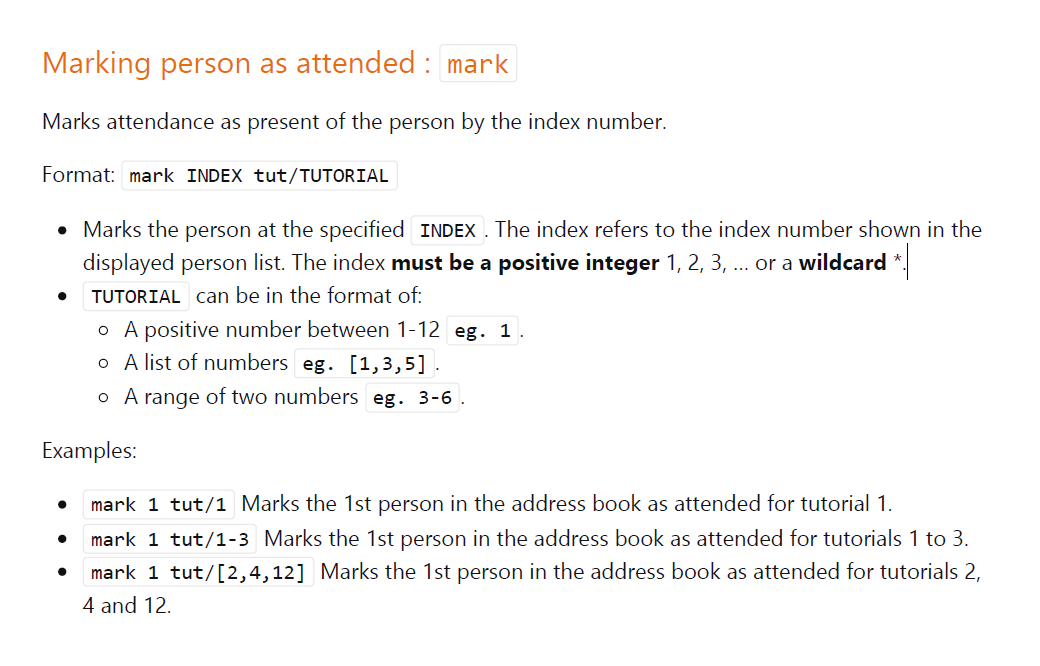 Marking person as attended : mark
Marks attendance as present of the person by the index number.
Format: mark INDEX tut/TUTORIAL
• Marks the person at the specified INDEX. The index refers to the index number shown in the
displayed person list. The index must be a positive integer 1, 2, 3, … or a wildcard *.
• TUTORIAL can be in the format of:
○ A positive number between 1-12 eg. 1.
○ A list of numbers eg. [1,3,5].
○ A range of two numbers eg. 3-6.
Examples:
• mark 1 tut/1 Marks the 1st person in the address book as attended for tutorial 1.
• mark 1 tut/1-3 Marks the 1st person in the address book as attended for tutorials 1 to 3.
• mark 1 tut/[2,4,12] Marks the 1st person in the address book as attended for tutorials 2,
4 and 12.